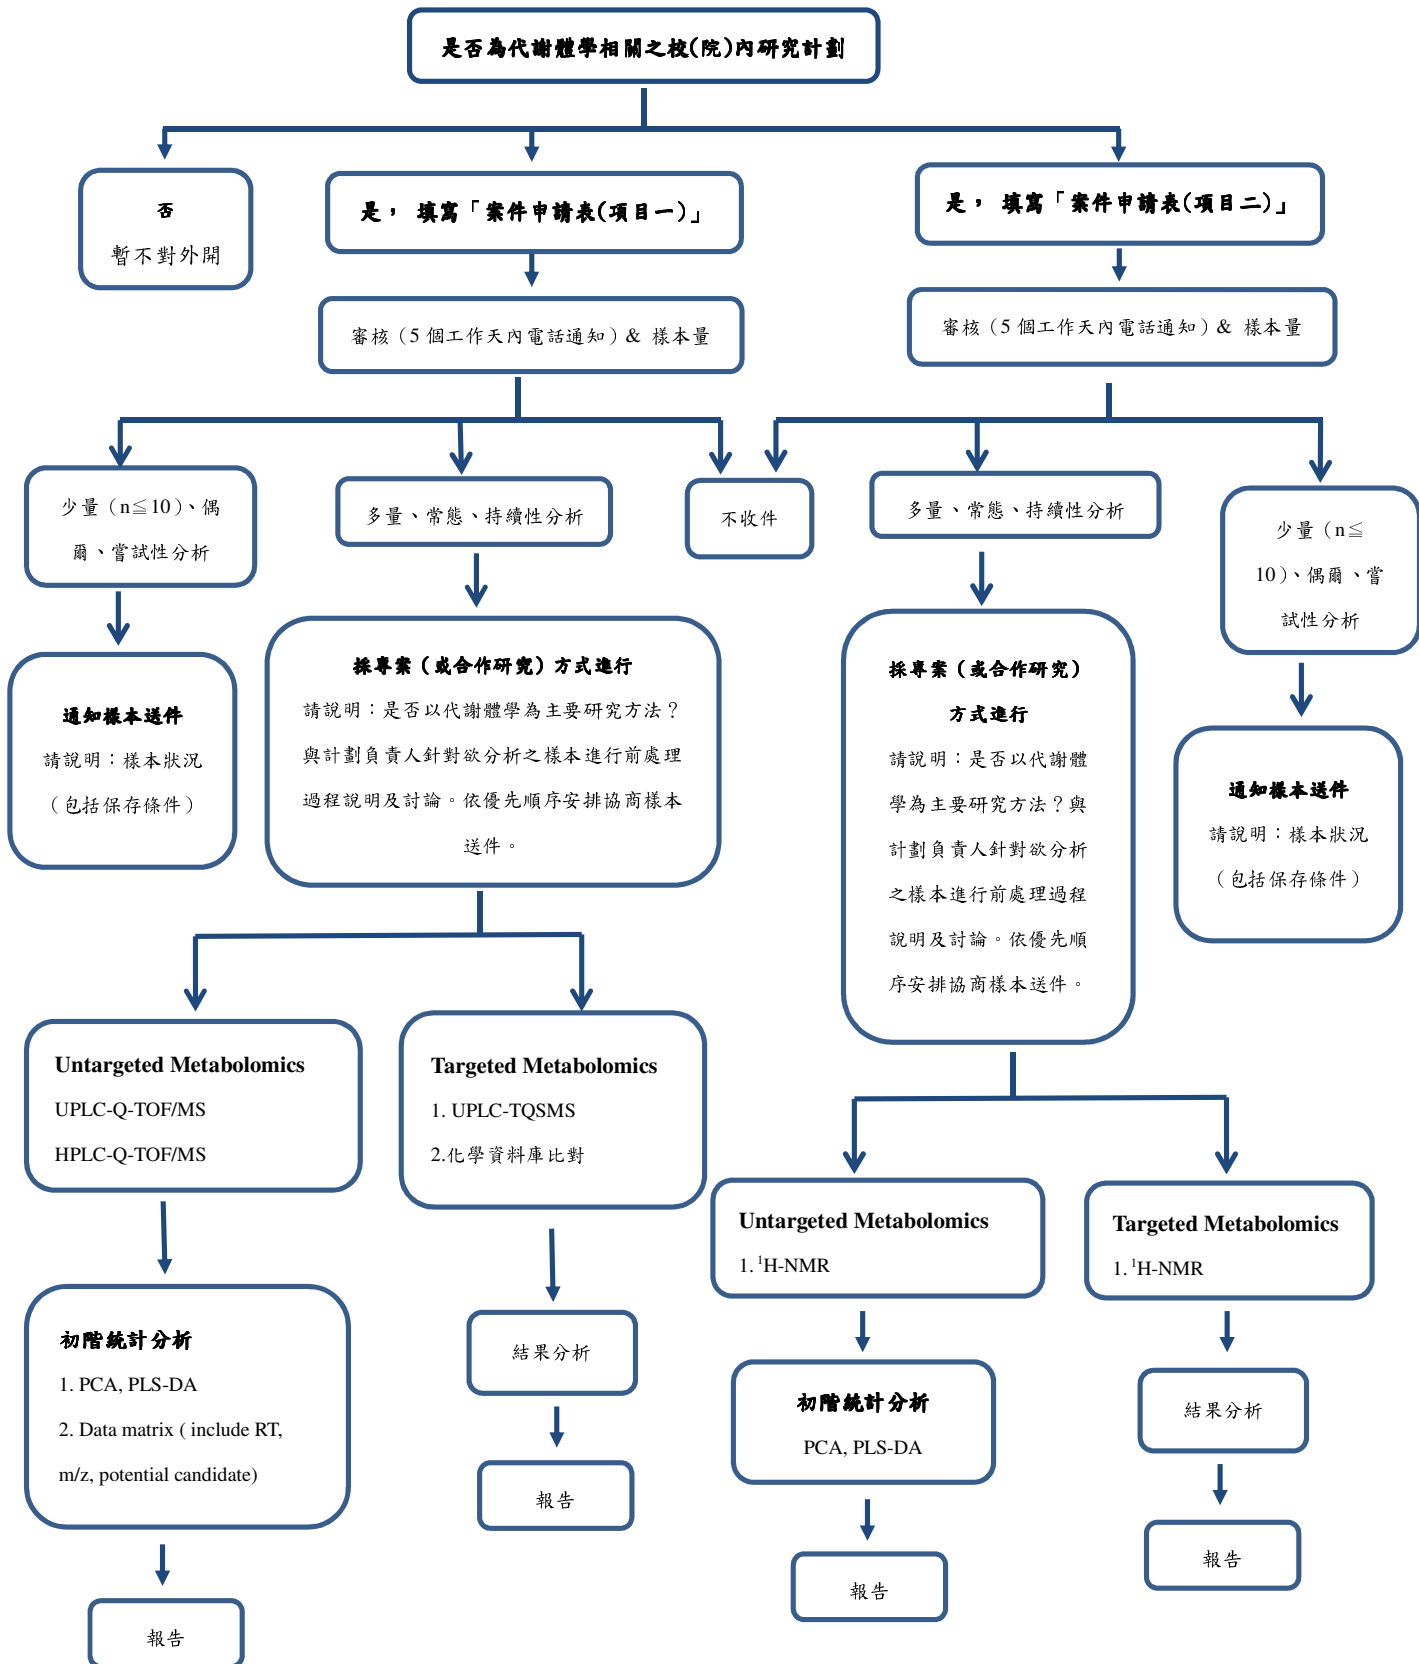 是否為代謝體學相關之校(院)內研究計劃
否
暫不對外開
是， 填寫「案件申請表(項目一)」
是， 填寫「案件申請表(項目二)」
審核（5 個工作天內電話通知）& 樣本量
審核（5 個工作天內電話通知）& 樣本量
少量（n≦10）、偶
爾、嘗試性分析
多量、常態、持續性分析
不收件
多量、常態、持續性分析
少量（n≦
10）、偶爾、嘗
試性分析
通知樣本送件
請說明：樣本狀況
（包括保存條件）
採專案（或合作研究）方式進行
請說明：是否以代謝體學為主要研究方法？
與計劃負責人針對欲分析之樣本進行前處理
過程說明及討論。依優先順序安排協商樣本
送件。
採專案（或合作研究）
方式進行
請說明：是否以代謝體
學為主要研究方法？與
計劃負責人針對欲分析
之樣本進行前處理過程
說明及討論。依優先順
序安排協商樣本送件。
通知樣本送件
請說明：樣本狀況
（包括保存條件）
Untargeted Metabolomics
UPLC-Q-TOF/MS
HPLC-Q-TOF/MS
Targeted Metabolomics
1. UPLC-TQSMS
2.化學資料庫比對
Untargeted Metabolomics
1. ¹H-NMR
Targeted Metabolomics
1. ¹H-NMR
初階統計分析
1. PCA, PLS-DA
2. Data matrix ( include RT,
m/z, potential candidate)
結果分析
初階統計分析
PCA, PLS-DA
結果分析
報告
報告
報告
報告